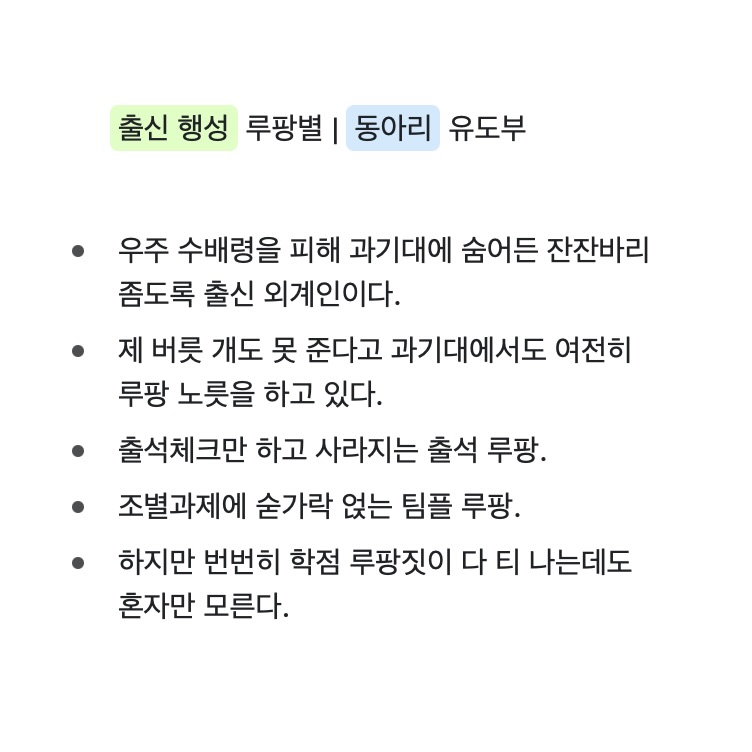 출신 행성 루팡별 | 동아리 유도부
• 우주 수배령을 피해 과기대에 숨어든 잔잔바리
좀도록 출신 외계인이다.
• 제 버릇 개도 못 준다고 과기대에서도 여전히
루팡 노릇을 하고 있다.
• 출석체크만 하고 사라지는 출석 루팡.
• 조별과제에 숟가락 얹는 팀플 루팡.
• 하지만 번번히 학점 루팡짓이 다 티 나는데도
혼자만 모른다.